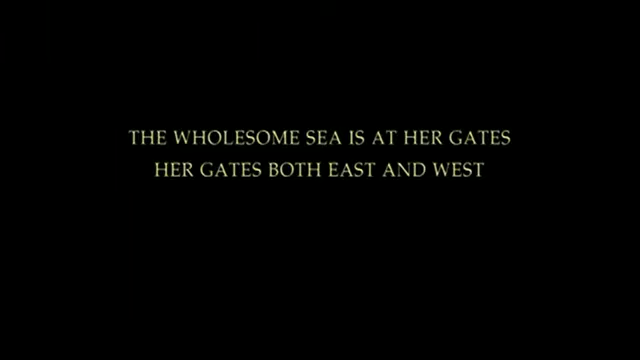 THE WHOLESOME SEA IS AT HER GATES
HER GATES BOTH EAST AND WEST